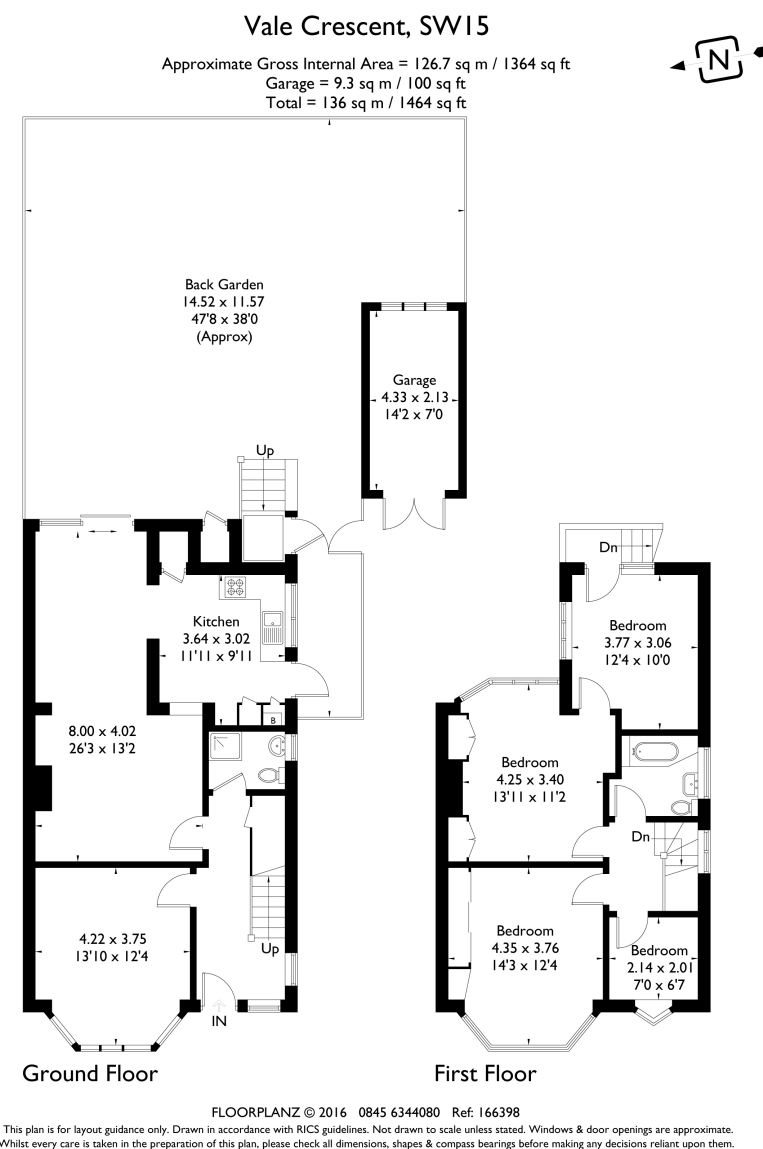 Vale Crescent, SW15
Approximate Gross Internal Area = 126.7 sq m / 1364 sq ft
Garage = 9.3 sq m / 100 sq ft
Total = 136 sq m / 1464 sq ft
N
Back Garden
14.52 x 11.57
47'8 x 38'0
(Approx)
Garage
4.33 x 2.13
14'2 x 7'0
Up
Kitchen
3.64 x 3.02
11'11 x 9'11
B
8.00 x 4.02
26'3 x 13'2
4.22 x 3.75
13'10 x 12'4
Up
IN
Ground Floor
Dn
Bedroom
3.77 x 3.06
12'4 x 10'0
Bedroom
4.25 x 3.40
13'11 x 11'2
Dn
Bedroom
4.35 x 3.76
14'3 x 12'4
Bedroom
2.14 x 2.01
7'0 x 6'7
First Floor
FLOORPLANZ © 2016 0845 6344080 Ref: 166398
This plan is for layout guidance only. Drawn in accordance with RICS guidelines. Not drawn to scale unless stated. Windows & door openings are approximate.
Whilst every care is taken in the preparation of this plan, please check all dimensions, shapes & compass bearings before making any decisions reliant upon them.